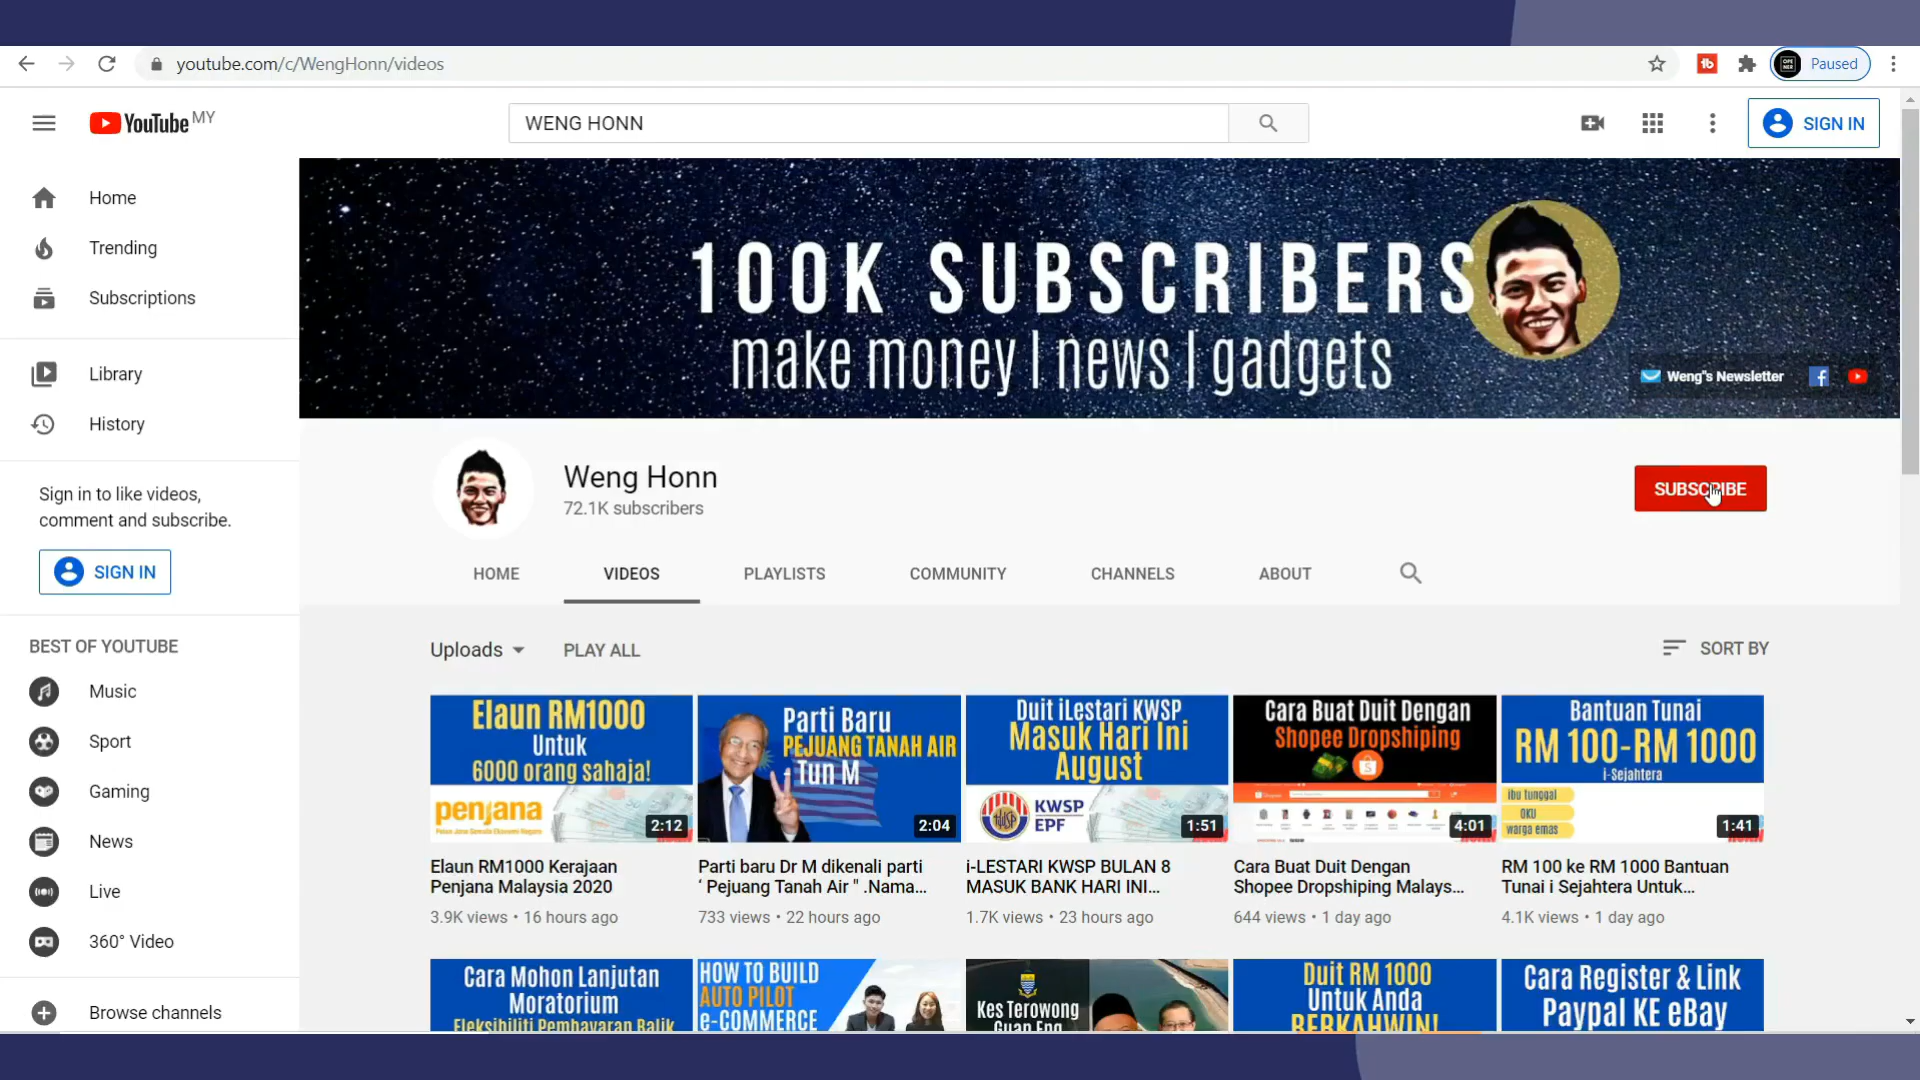 youtube.com/c/WengHonn/videos
Paused
YouTube MY
WENG HONN
SIGN IN
Home
Trending
Subscriptions
Library
History
Sign in to like videos,
comment and subscribe.
SIGN IN
BEST OF YOUTUBE
Music
Sport
Gaming
News
Live
360° Video
Browse channels
100K SUBSCRIBERS
make money | news | gadgets
Weng"s Newsletter
Weng Honn
72.1K subscribers
SUBSCRIBE
HOME
VIDEOS
PLAYLISTS
COMMUNITY
CHANNELS
ABOUT
Uploads
PLAY ALL
SORT BY
Elaun RM1000
Untuk
6000 orang sahaja!
penjana
2:12
Elaun RM1000 Kerajaan
Penjana Malaysia 2020
3.9K views • 16 hours ago
Parti Baru
PEJUANG TANAH AIR
Tun M
2:04
Parti baru Dr M dikenali parti
' Pejuang Tanah Air " .Nama...
733 views • 22 hours ago
Duit iLestari KWSP
Masuk Hari Ini
August
KWSP
EPF
1:51
i-LESTARI KWSP BULAN 8
MASUK BANK HARI INI...
1.7K views • 23 hours ago
Cara Buat Duit Dengan
Shopee Dropshiping
4:01
Cara Buat Duit Dengan
Shopee Dropshiping Malays...
644 views • 1 day ago
Bantuan Tunai
RM 100-RM 1000
i-Sejahtera
ibu tunggal
OKU
warga emas
1:41
RM 100 ke RM 1000 Bantuan
Tunai i Sejahtera Untuk...
4.1K views • 1 day ago
Cara Mohon Lanjutan
Moratorium
Fleksibiliti Pembayaran Balik
HOW TO BUILD
AUTO PILOT
e-COMMERCE
Kes Terowong
Guan Eng
Duit RM 1000
Untuk Anda
BERKAHWIN!
Cara Register & Link
Paypal KE eBay